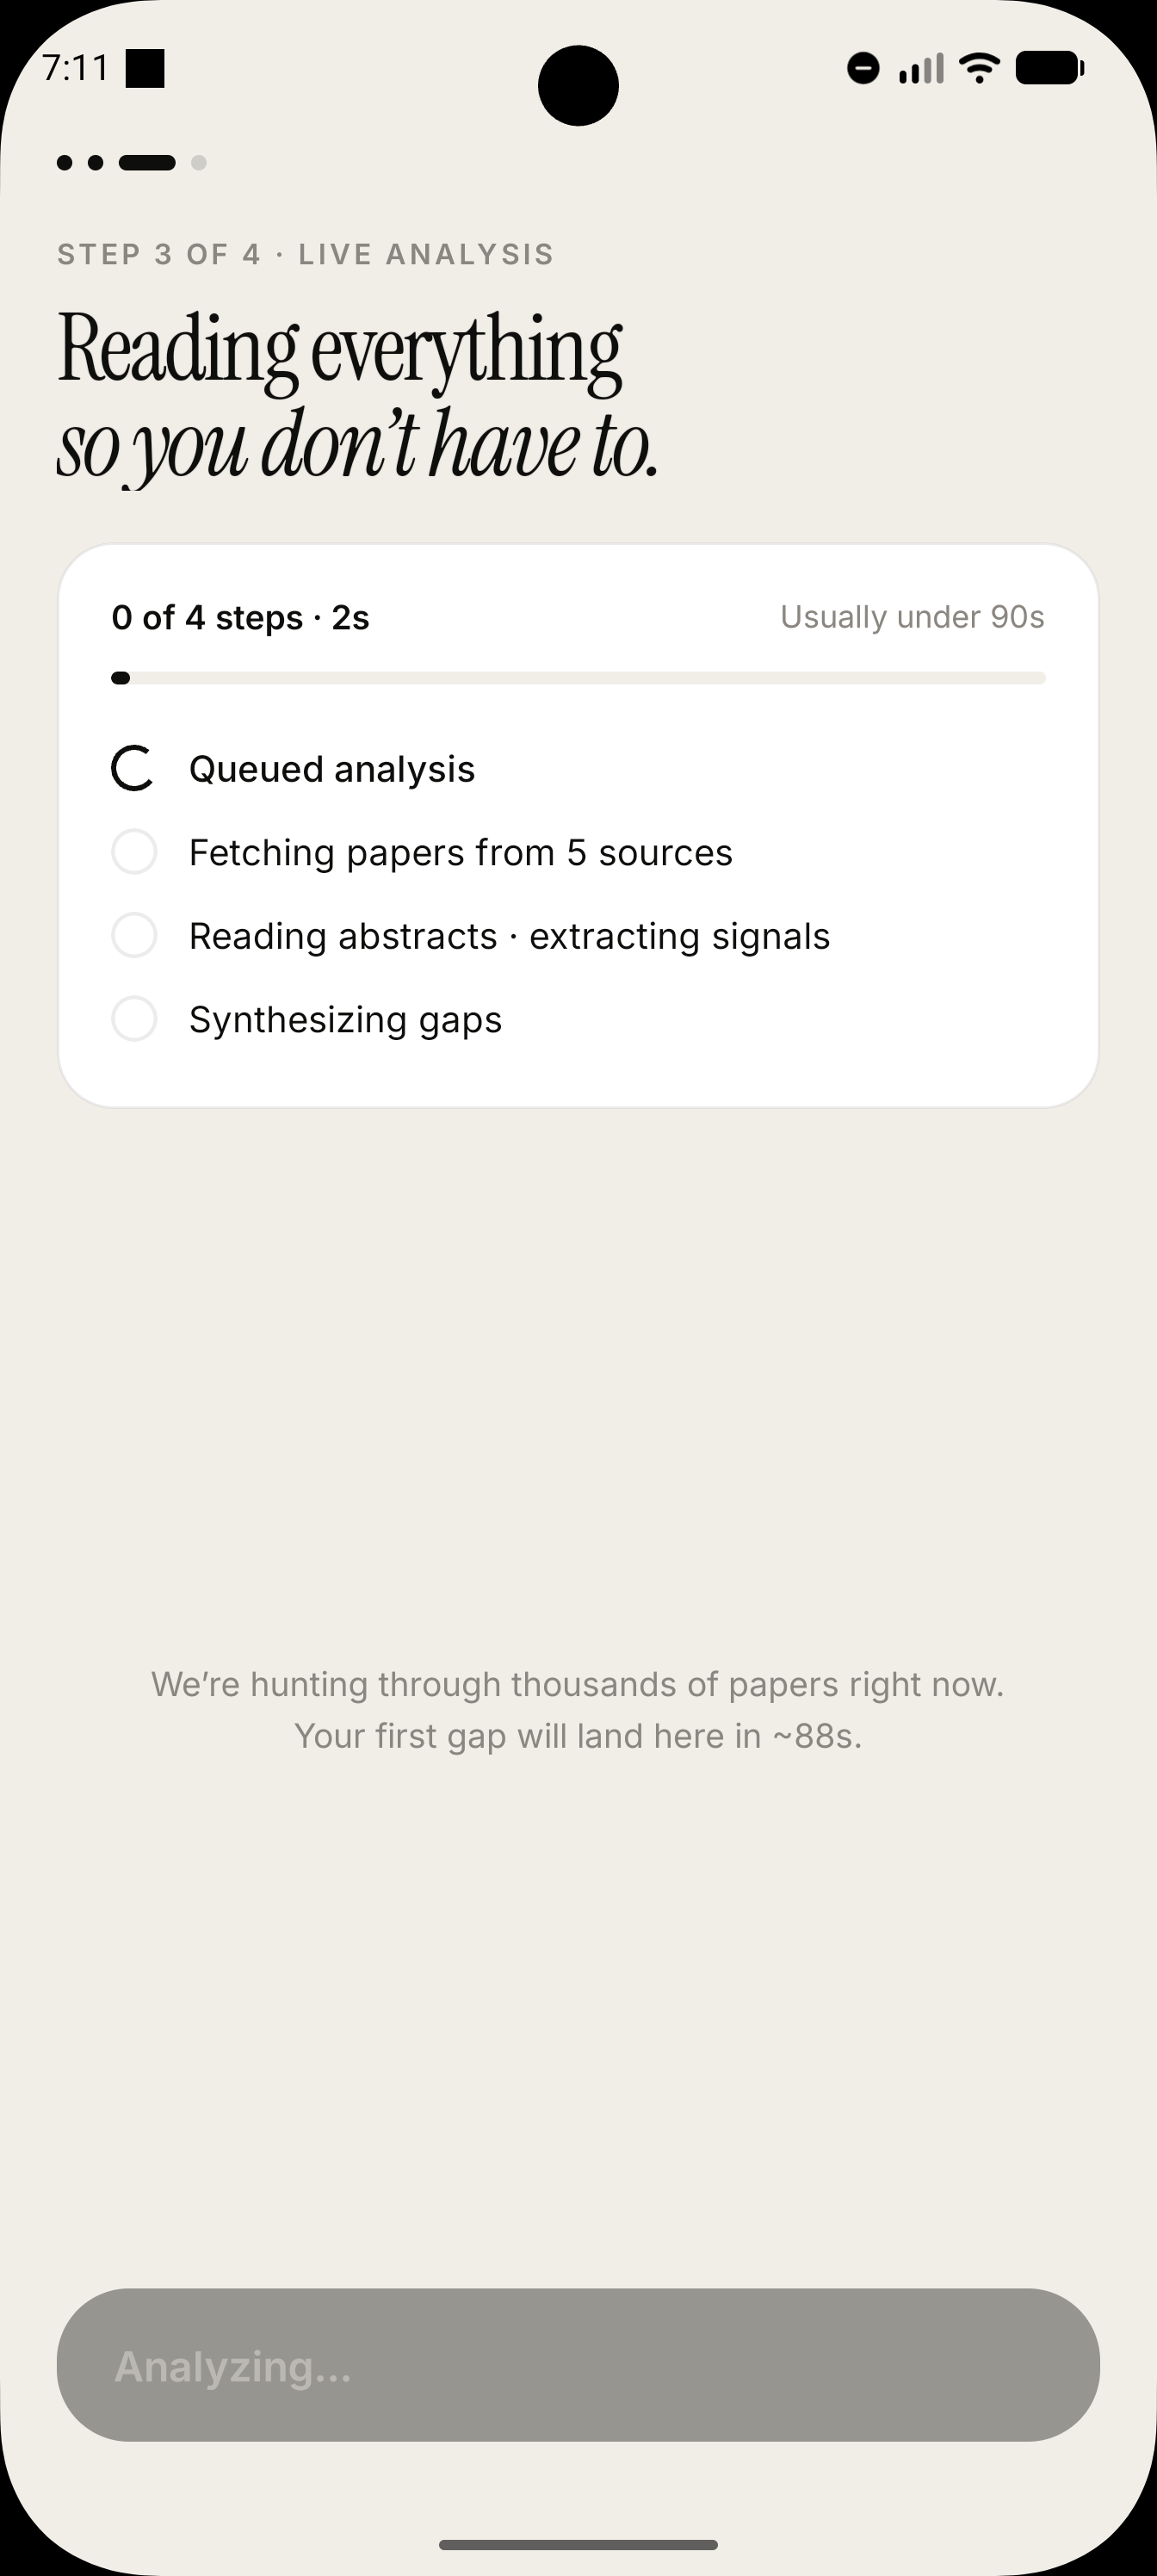 7:11
STEP 3 OF 4 · LIVE ANALYSIS
Reading everything
so you don’t have to.
0 of 4 steps · 2s
Usually under 90s
Queued analysis
Fetching papers from 5 sources
Reading abstracts · extracting signals
Synthesizing gaps
We’re hunting through thousands of papers right now.
Your first gap will land here in ~88s.
Analyzing...